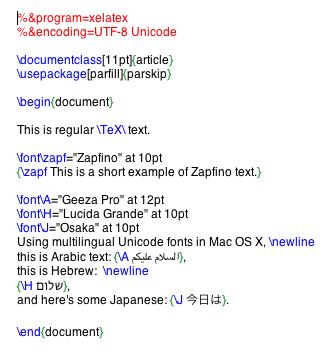 %&program=xelatex
%&encoding=UTF-8 Unicode
\documentclass[11pt]{article}
\usepackage[parfill]{parskip}
\begin{document}
This is regular \TeX\ text.
\font\zapf="Zapfino" at 10pt
{\zapf This is a short example of Zapfino text.}
\font\A="Geeza Pro" at 12pt
\font\H="Lucida Grande" at 10pt
\font\J="Osaka" at 10pt
Using multilingual Unicode fonts in Mac OS X, \newline
this is Arabic text: {\A السلام عليكم},
this is Hebrew:  \newline
{\H שלום},
and here's some Japanese: {\J 今日は}.
\end{document}